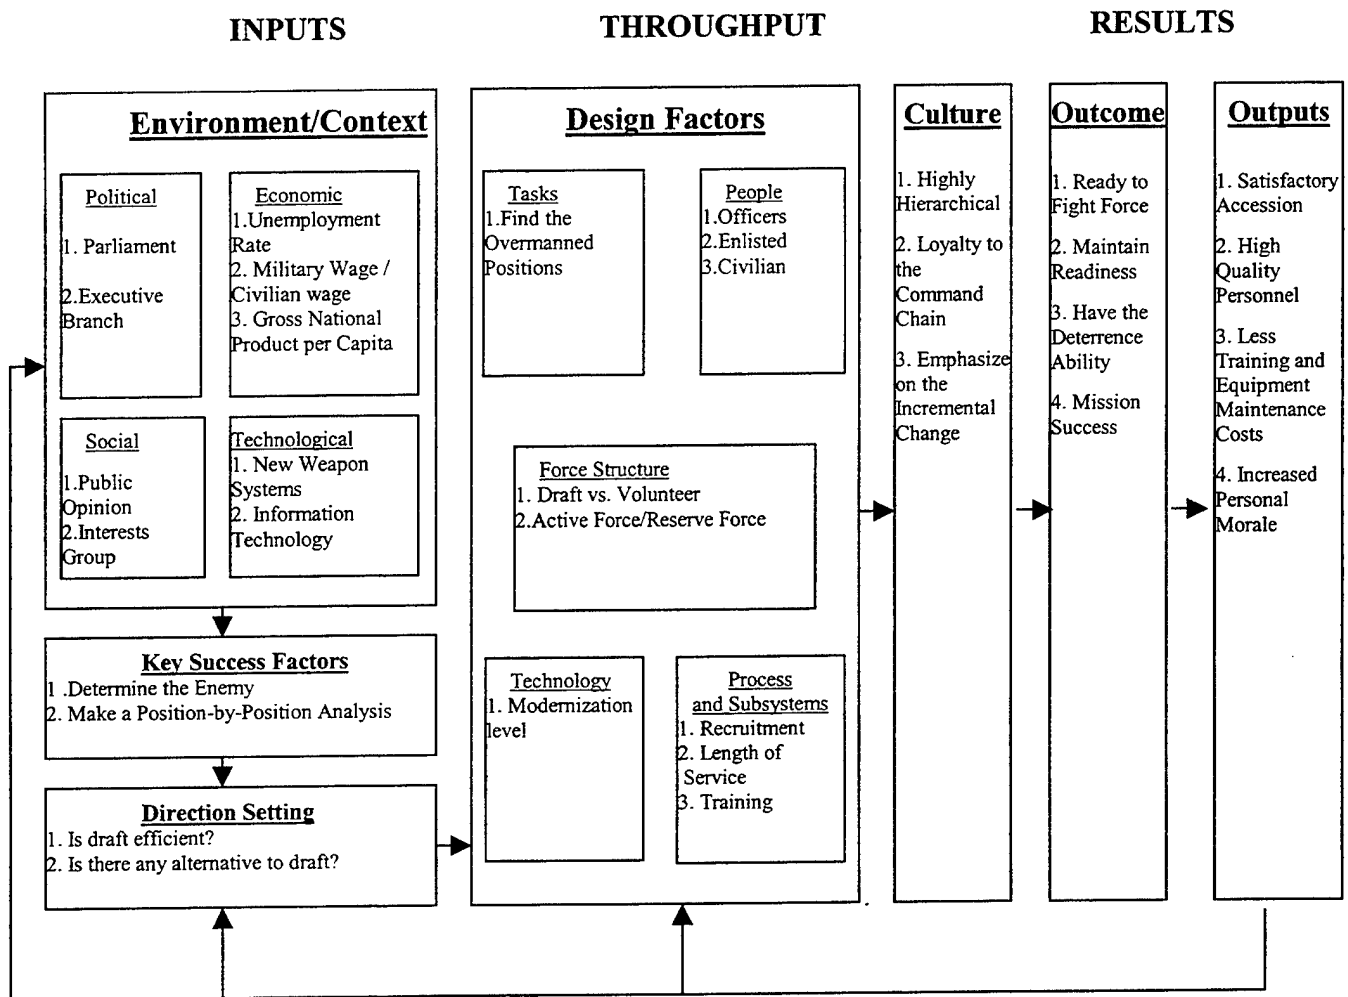 INPUTS
THROUGHPUT
RESULTS
Environment/Context
Political
1. Parliament
2.Executive
Branch
Economic
1.Unemployment
Rate
2. Military Wage /
Civilian wage
3. Gross National
Product per Capita
Social
1.Public
Opinion
2.Interests
Group
Technological
1. New Weapon
Systems
2. Information
Technology
Key Success Factors
1 .Determine the Enemy
2. Make a Position-by-Position Analysis
Direction Setting
1. Is draft efficient?
2. Is there any alternative to draft?
Design Factors
Tasks
1.Find the
Overmanned
Positions
People
1.Officers
2.Enlisted
3.Civilian
Force Structure
1. Draft vs. Volunteer
2.Active Force/Reserve Force
Technology
1. Modernization
level
Process
and Subsystems
1. Recruitment
2. Length of
Service
3. Training
Culture
1. Highly
Hierarchical
2. Loyalty to
the
Command
Chain
3. Emphasize
on the
Incremental
Change
Outcome
1. Ready to
Fight Force
2. Maintain
Readiness
3. Have the
Deterrence
Ability
4. Mission
Success
Outputs
1. Satisfactory
Accession
2. High
Quality
Personnel
3. Less
Training and
Equipment
Maintenance
Costs
4. Increased
Personal
Morale